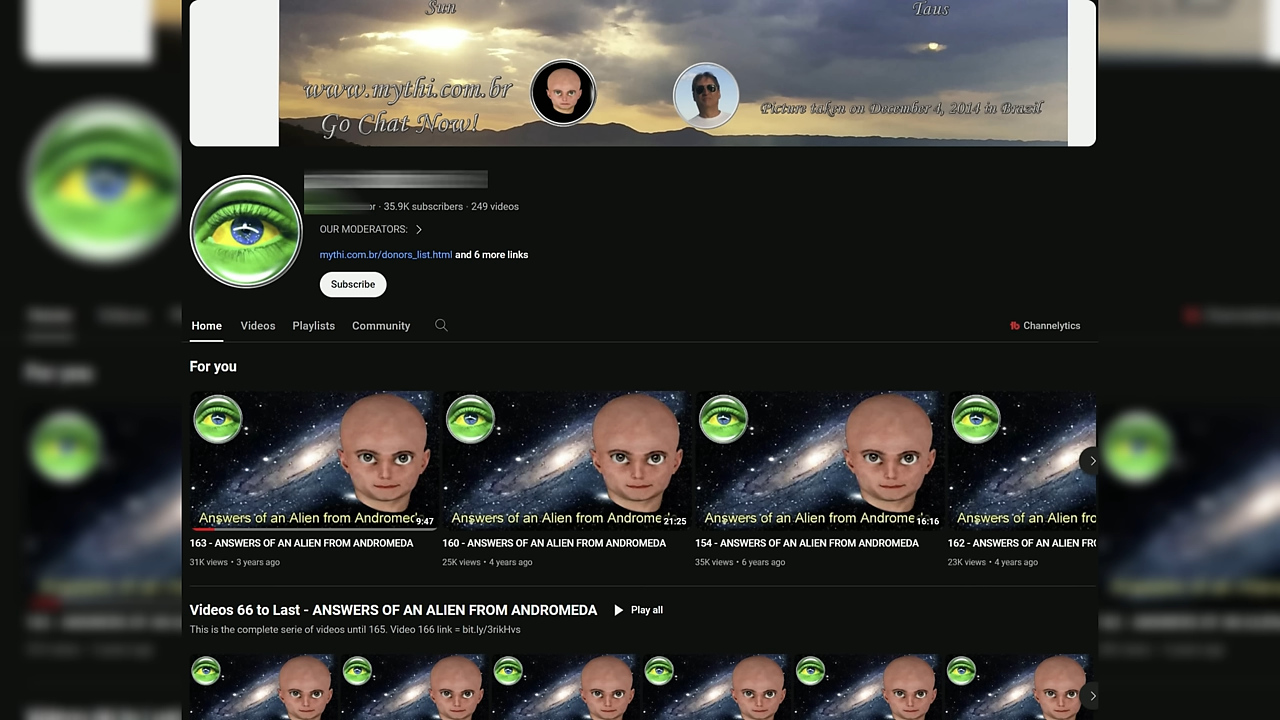 Sun
Taus
www.mythi.com.br
Go Chat Now!
Picture taken on December 4, 2014 in Brazil
35.9K subscribers · 249 videos
OUR MODERATORS:
mythi.com.br/donors_list.html and 6 more links
Subscribe
Home
Videos
Playlists
Community
Channelytics
For you
Answers of an Alien from Andromed
9:47
Answers of an Alien from Androme
21:25
Answers of an Alien from Androme
16:16
Answers of an Alien fro
163 - ANSWERS OF AN ALIEN FROM ANDROMEDA
160 - ANSWERS OF AN ALIEN FROM ANDROMEDA
154 - ANSWERS OF AN ALIEN FROM ANDROMEDA
162 - ANSWERS OF AN ALIEN FR
31K views • 3 years ago
25K views • 4 years ago
35K views • 6 years ago
23K views • 4 years ago
Videos 66 to Last - ANSWERS OF AN ALIEN FROM ANDROMEDA
Play all
This is the complete serie of videos until 165. Video 166 link = bit.ly/3rikHvs